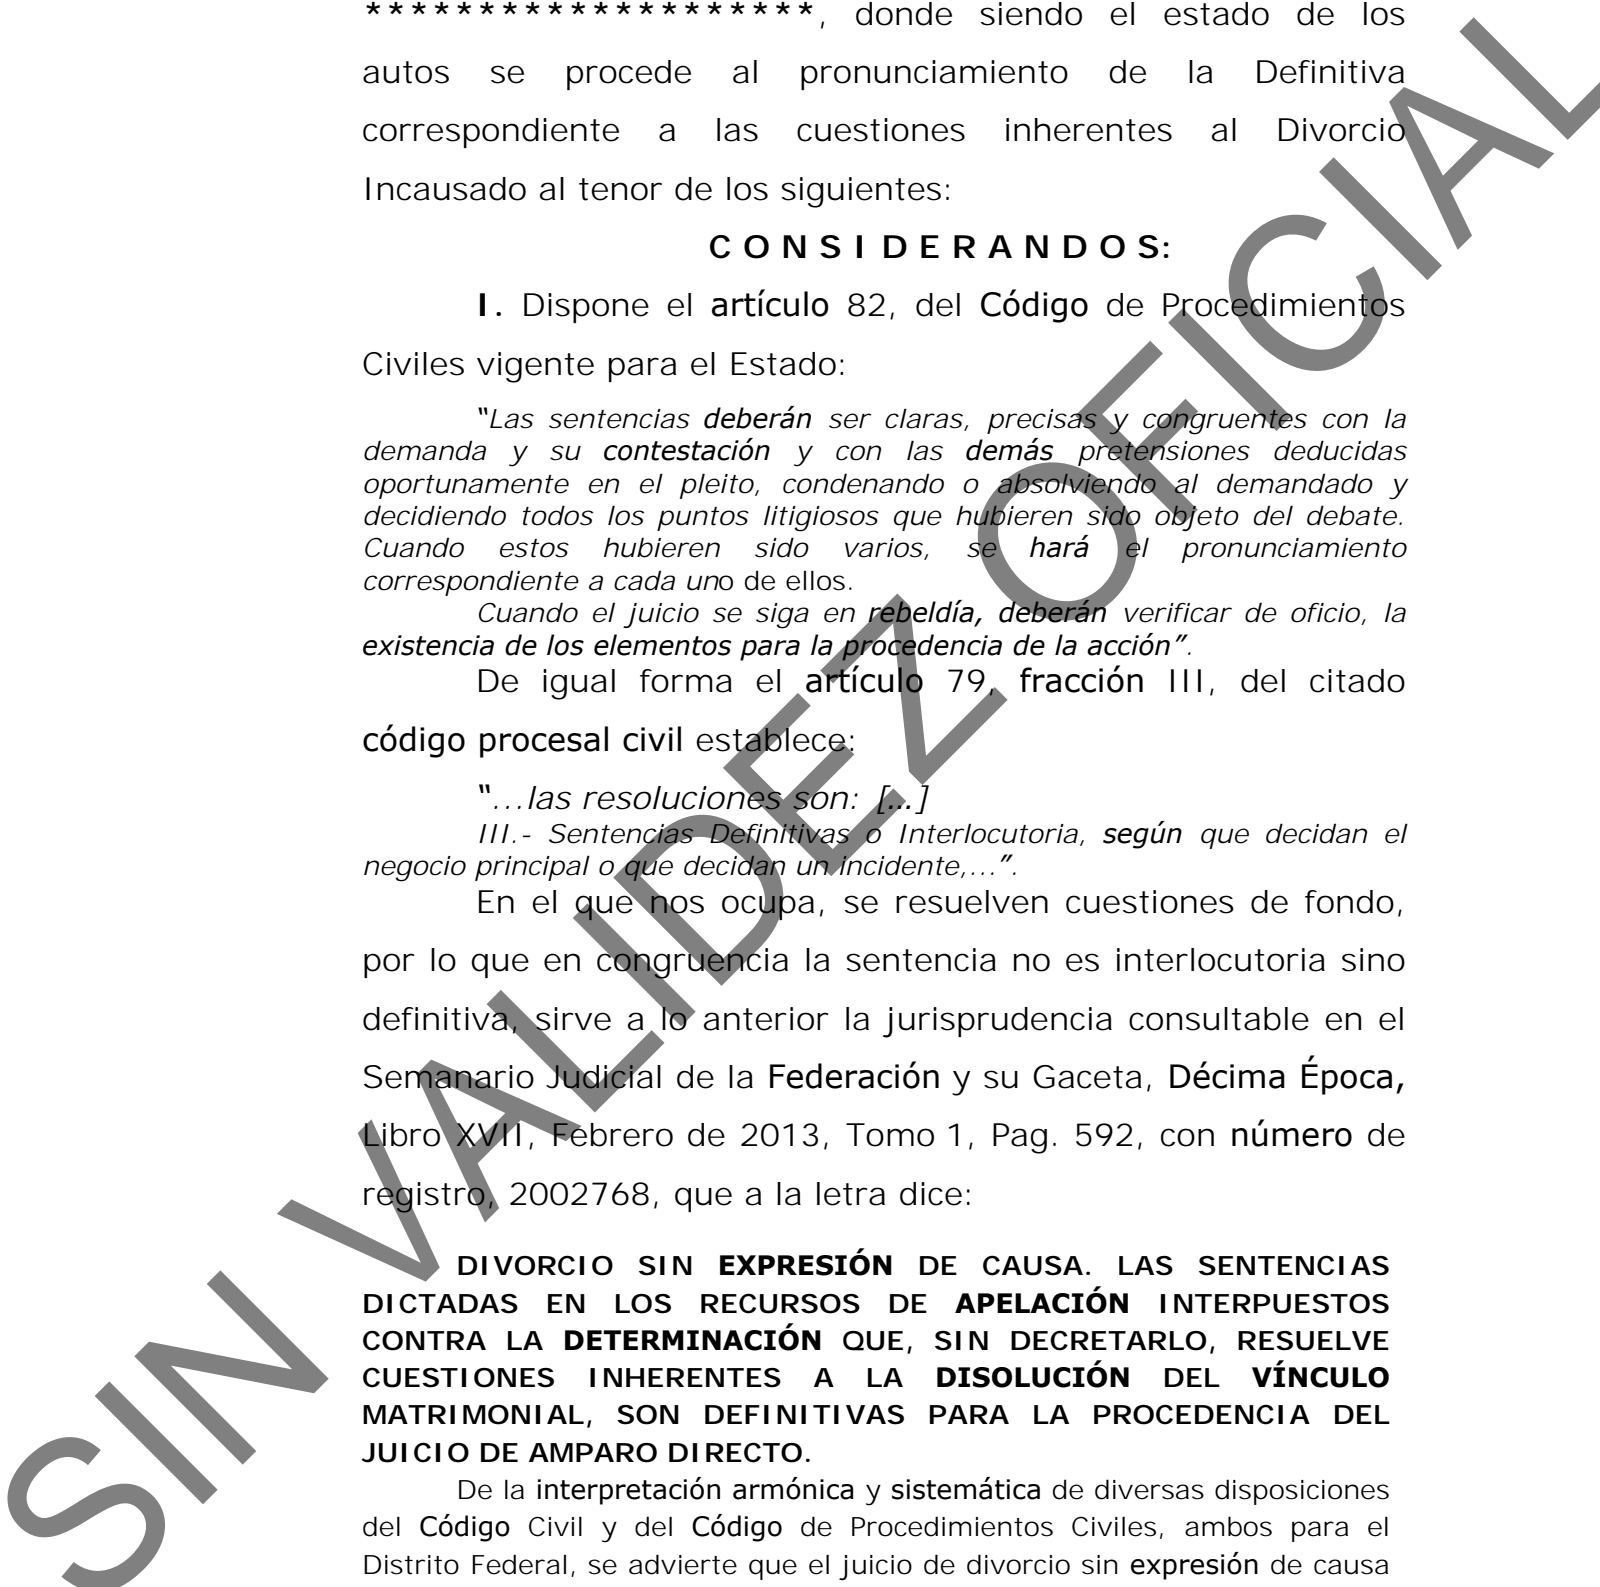 ********************, donde siendo el estado de los
autos se procede al pronunciamiento de la Definitiva
correspondiente a las cuestiones inherentes al Divorcio
Incausado al tenor de los siguientes:
C O N S I D E R A N D O S:
I. Dispone el artículo 82, del Código de Procedimientos
Civiles vigente para el Estado:
“Las sentencias deberán ser claras, precisas y congruentes con la
demanda y su contestación y con las demás pretensiones deducidas
oportunamente en el pleito, condenando o absolviendo al demandado y
decidiendo todos los puntos litigiosos que hubieren sido objeto del debate.
Cuando estos hubieren sido varios, se hará el pronunciamiento
correspondiente a cada uno de ellos.
Cuando el juicio se siga en rebeldía, deberán verificar de oficio, la
existencia de los elementos para la procedencia de la acción”.
De igual forma el artículo 79, fracción III, del citado
código procesal civil establece:
“...las resoluciones son: […]
III.- Sentencias Definitivas o Interlocutoria, según que decidan el
negocio principal o que decidan un incidente,...”.
En el que nos ocupa, se resuelven cuestiones de fondo,
por lo que en congruencia la sentencia no es interlocutoria sino
definitiva, sirve a lo anterior la jurisprudencia consultable en el
Semanario Judicial de la Federación y su Gaceta, Décima Época,
Libro XVII, Febrero de 2013, Tomo 1, Pag. 592, con número de
registro, 2002768, que a la letra dice:
DIVORCIO SIN EXPRESIÓN DE CAUSA. LAS SENTENCIAS
DICTADAS EN LOS RECURSOS DE APELACIÓN INTERPUESTOS
CONTRA LA DETERMINACIÓN QUE, SIN DECRETARLO, RESUELVE
CUESTIONES INHERENTES A LA DISOLUCIÓN DEL VÍNCULO
MATRIMONIAL, SON DEFINITIVAS PARA LA PROCEDENCIA DEL
JUICIO DE AMPARO DIRECTO.
De la interpretación armónica y sistemática de diversas disposiciones
del Código Civil y del Código de Procedimientos Civiles, ambos para el
Distrito Federal, se advierte que el juicio de divorcio sin expresión de causa
SIN VALIDEZ OFICIAL